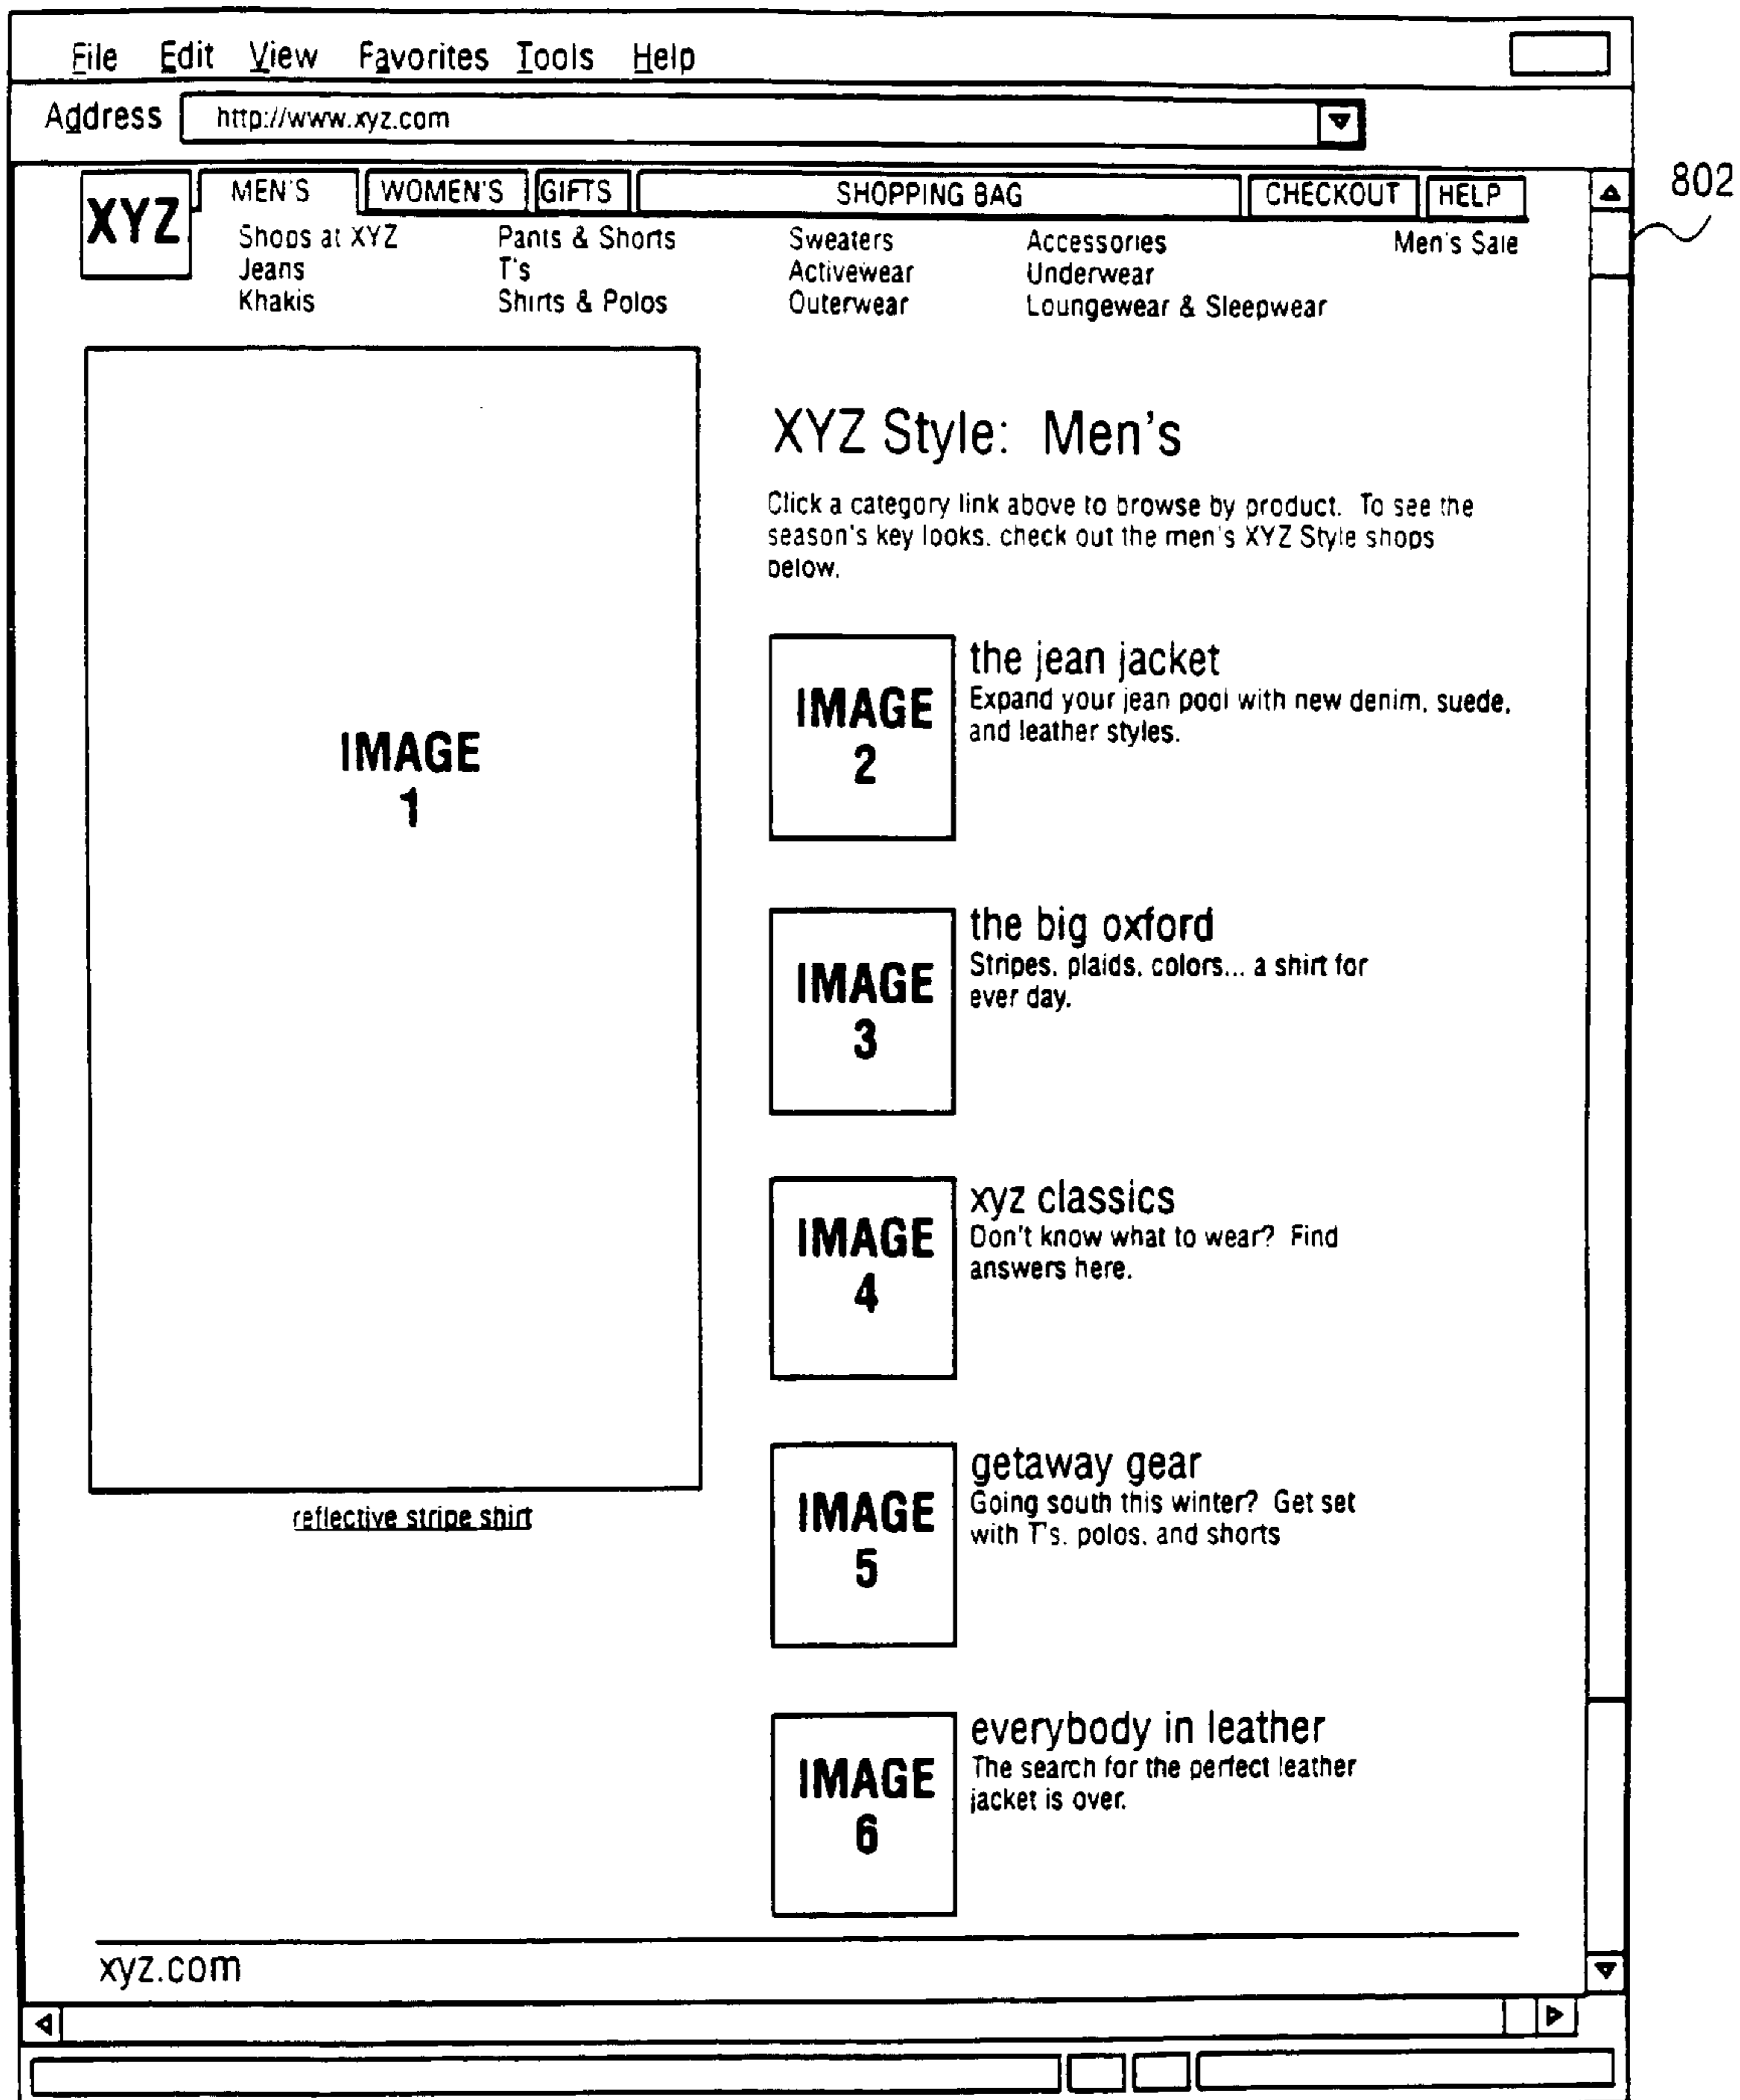 File Edit View Favorites Tools Help
Address http://www.xyz.com
802
XYZ MEN'S WOMEN'S GIFTS SHOPPING BAG CHECKOUT HELP
Shops at XYZ Pants & Shorts Sweaters Accessories Men's Sale
Jeans T's Activewear Underwear
Khakis Shirts & Polos Outerwear Loungewear & Sleepwear
IMAGE
1
reflective stripe shirt
XYZ Style: Men's
Click a category link above to browse by product. To see the
season's key looks, check out the men's XYZ Style shops
below.
IMAGE
2
the jean jacket
Expand your jean pool with new denim, suede,
and leather styles.
IMAGE
3
the big oxford
Stripes, plaids, colors... a shirt for
ever day.
IMAGE
4
xyz classics
Don't know what to wear? Find
answers here.
IMAGE
5
getaway gear
Going south this winter? Get set
with T's, polos, and shorts
IMAGE
6
everybody in leather
The search for the perfect leather
jacket is over.
xyz.com